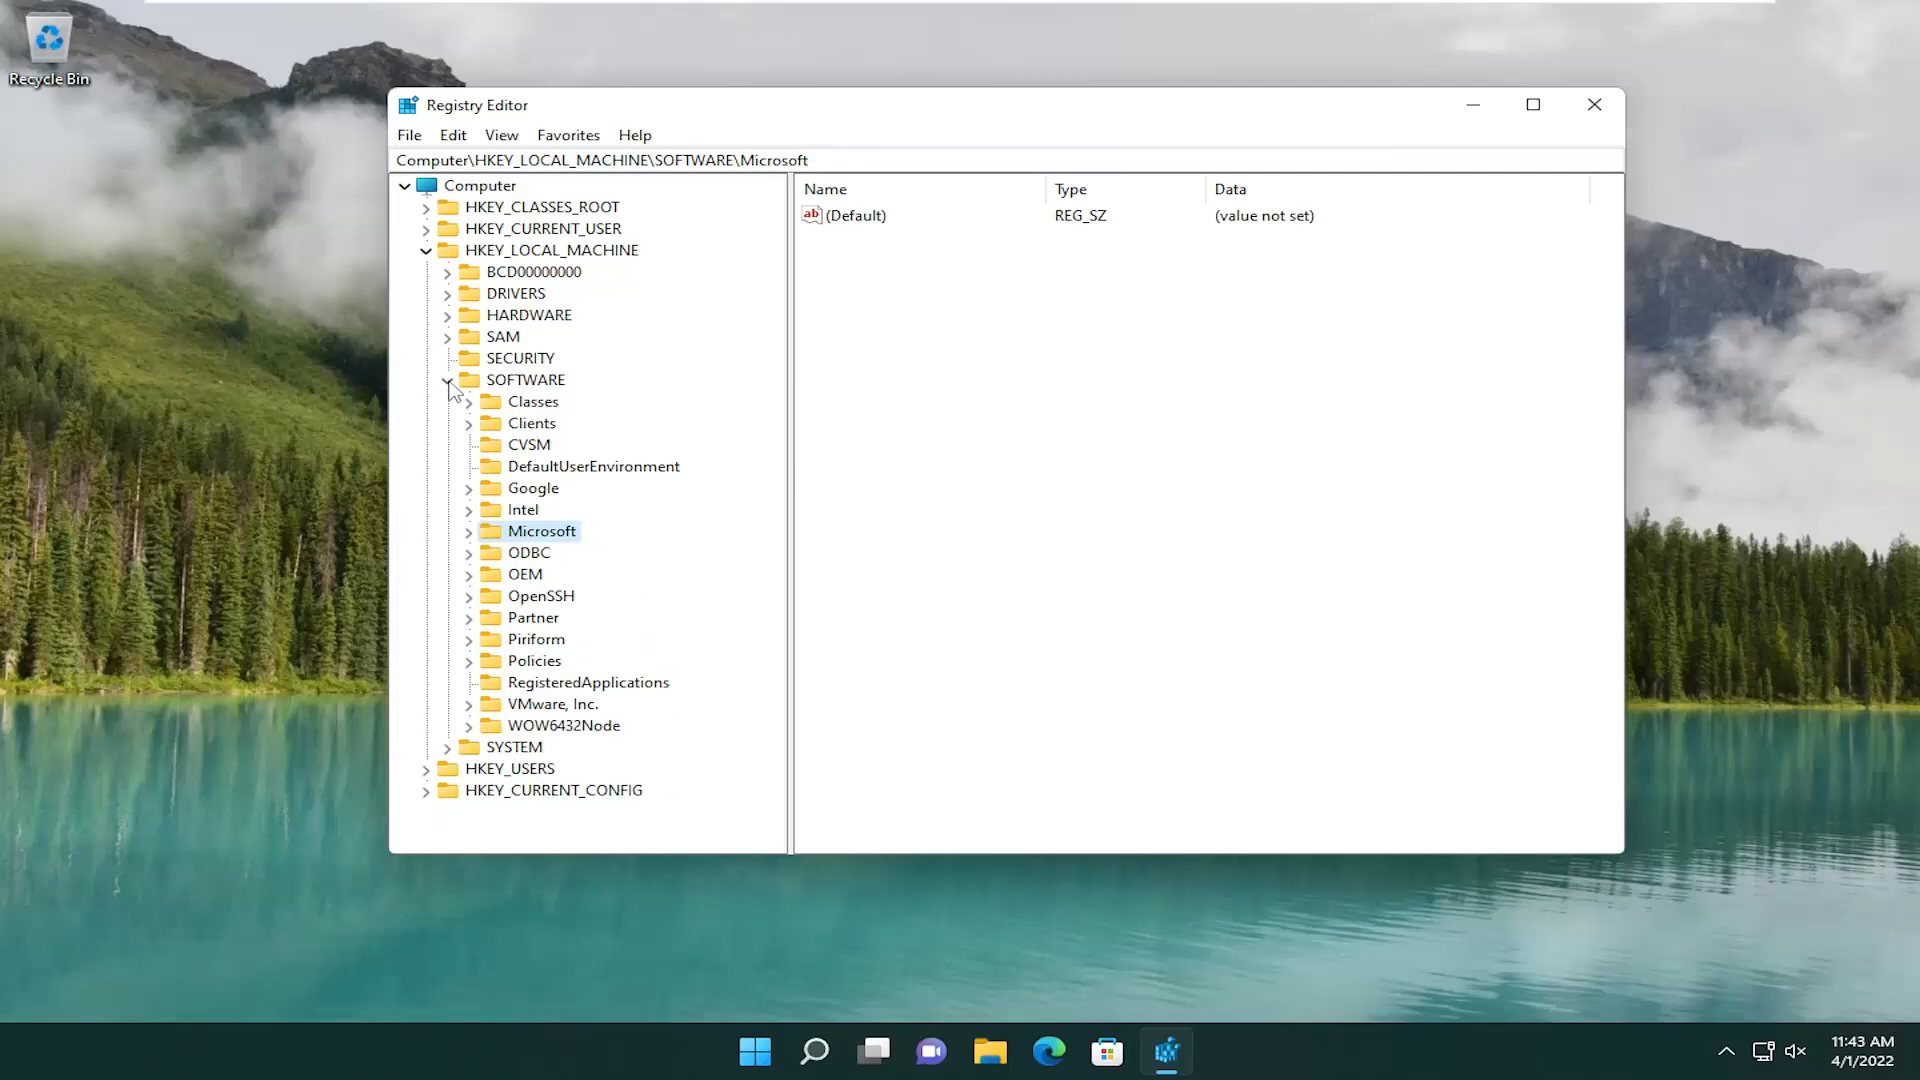 Recycle Bin
Registry Editor
File Edit View Favorites Help
Computer\HKEY_LOCAL_MACHINE\SOFTWARE\Microsoft
Computer
HKEY_CLASSES_ROOT
HKEY_CURRENT_USER
HKEY_LOCAL_MACHINE
BCD00000000
DRIVERS
HARDWARE
SAM
SECURITY
SOFTWARE
Classes
Clients
CVSM
DefaultUserEnvironment
Google
Intel
Microsoft
ODBC
OEM
OpenSSH
Partner
Piriform
Policies
RegisteredApplications
VMware, Inc.
WOW6432Node
SYSTEM
HKEY_USERS
HKEY_CURRENT_CONFIG
Name Type Data
ab (Default) REG_SZ (value not set)
11:43 AM
4/1/2022